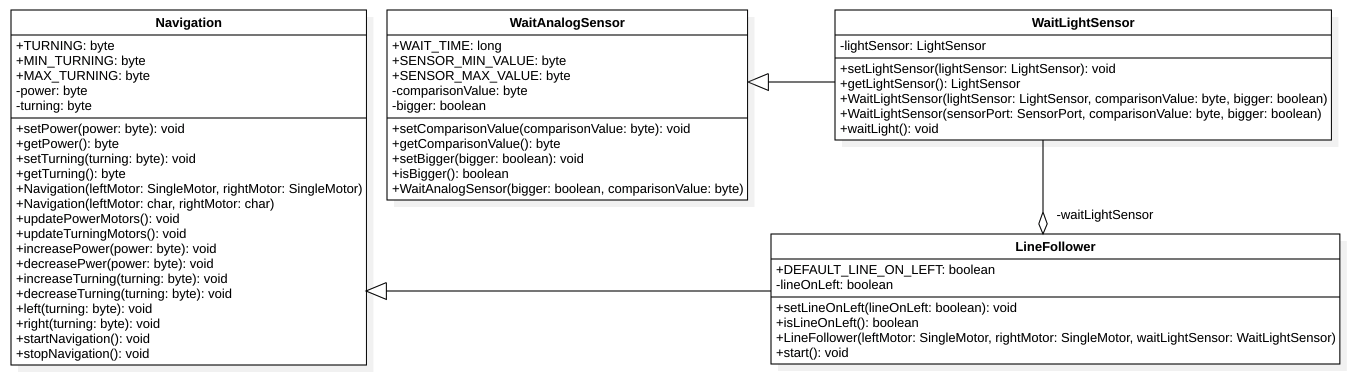 Navigation
+TURNING: byte
+MIN_TURNING: byte
+MAX_TURNING: byte
-power: byte
-turning: byte
+setPower(power: byte): void
+getPower(): byte
+setTurning(turning: byte): void
+getTurning(): byte
+Navigation(leftMotor: SingleMotor, rightMotor: SingleMotor)
+Navigation(leftMotor: char, rightMotor: char)
+updatePowerMotors(): void
+updateTurningMotors(): void
+increasePower(power: byte): void
+decreasePwer(power: byte): void
+increaseTurning(turning: byte): void
+decreaseTurning(turning: byte): void
+left(turning: byte): void
+right(turning: byte): void
+startNavigation(): void
+stopNavigation(): void
WaitAnalogSensor
+WAIT_TIME: long
+SENSOR_MIN_VALUE: byte
+SENSOR_MAX_VALUE: byte
-comparisonValue: byte
-bigger: boolean
+setComparisonValue(comparisonValue: byte): void
+getComparisonValue(): byte
+setBigger(bigger: boolean): void
+isBigger(): boolean
+WaitAnalogSensor(bigger: boolean, comparisonValue: byte)
WaitLightSensor
-lightSensor: LightSensor
+setLightSensor(lightSensor: LightSensor): void
+getLightSensor(): LightSensor
+WaitLightSensor(lightSensor: LightSensor, comparisonValue: byte, bigger: boolean)
+WaitLightSensor(sensorPort: SensorPort, comparisonValue: byte, bigger: boolean)
+waitLight(): void
-waitLightSensor
LineFollower
+DEFAULT_LINE_ON_LEFT: boolean
-lineOnLeft: boolean
+setLineOnLeft(lineOnLeft: boolean): void
+isLineOnLeft(): boolean
+LineFollower(leftMotor: SingleMotor, rightMotor: SingleMotor, waitLightSensor: WaitLightSensor)
+start(): void